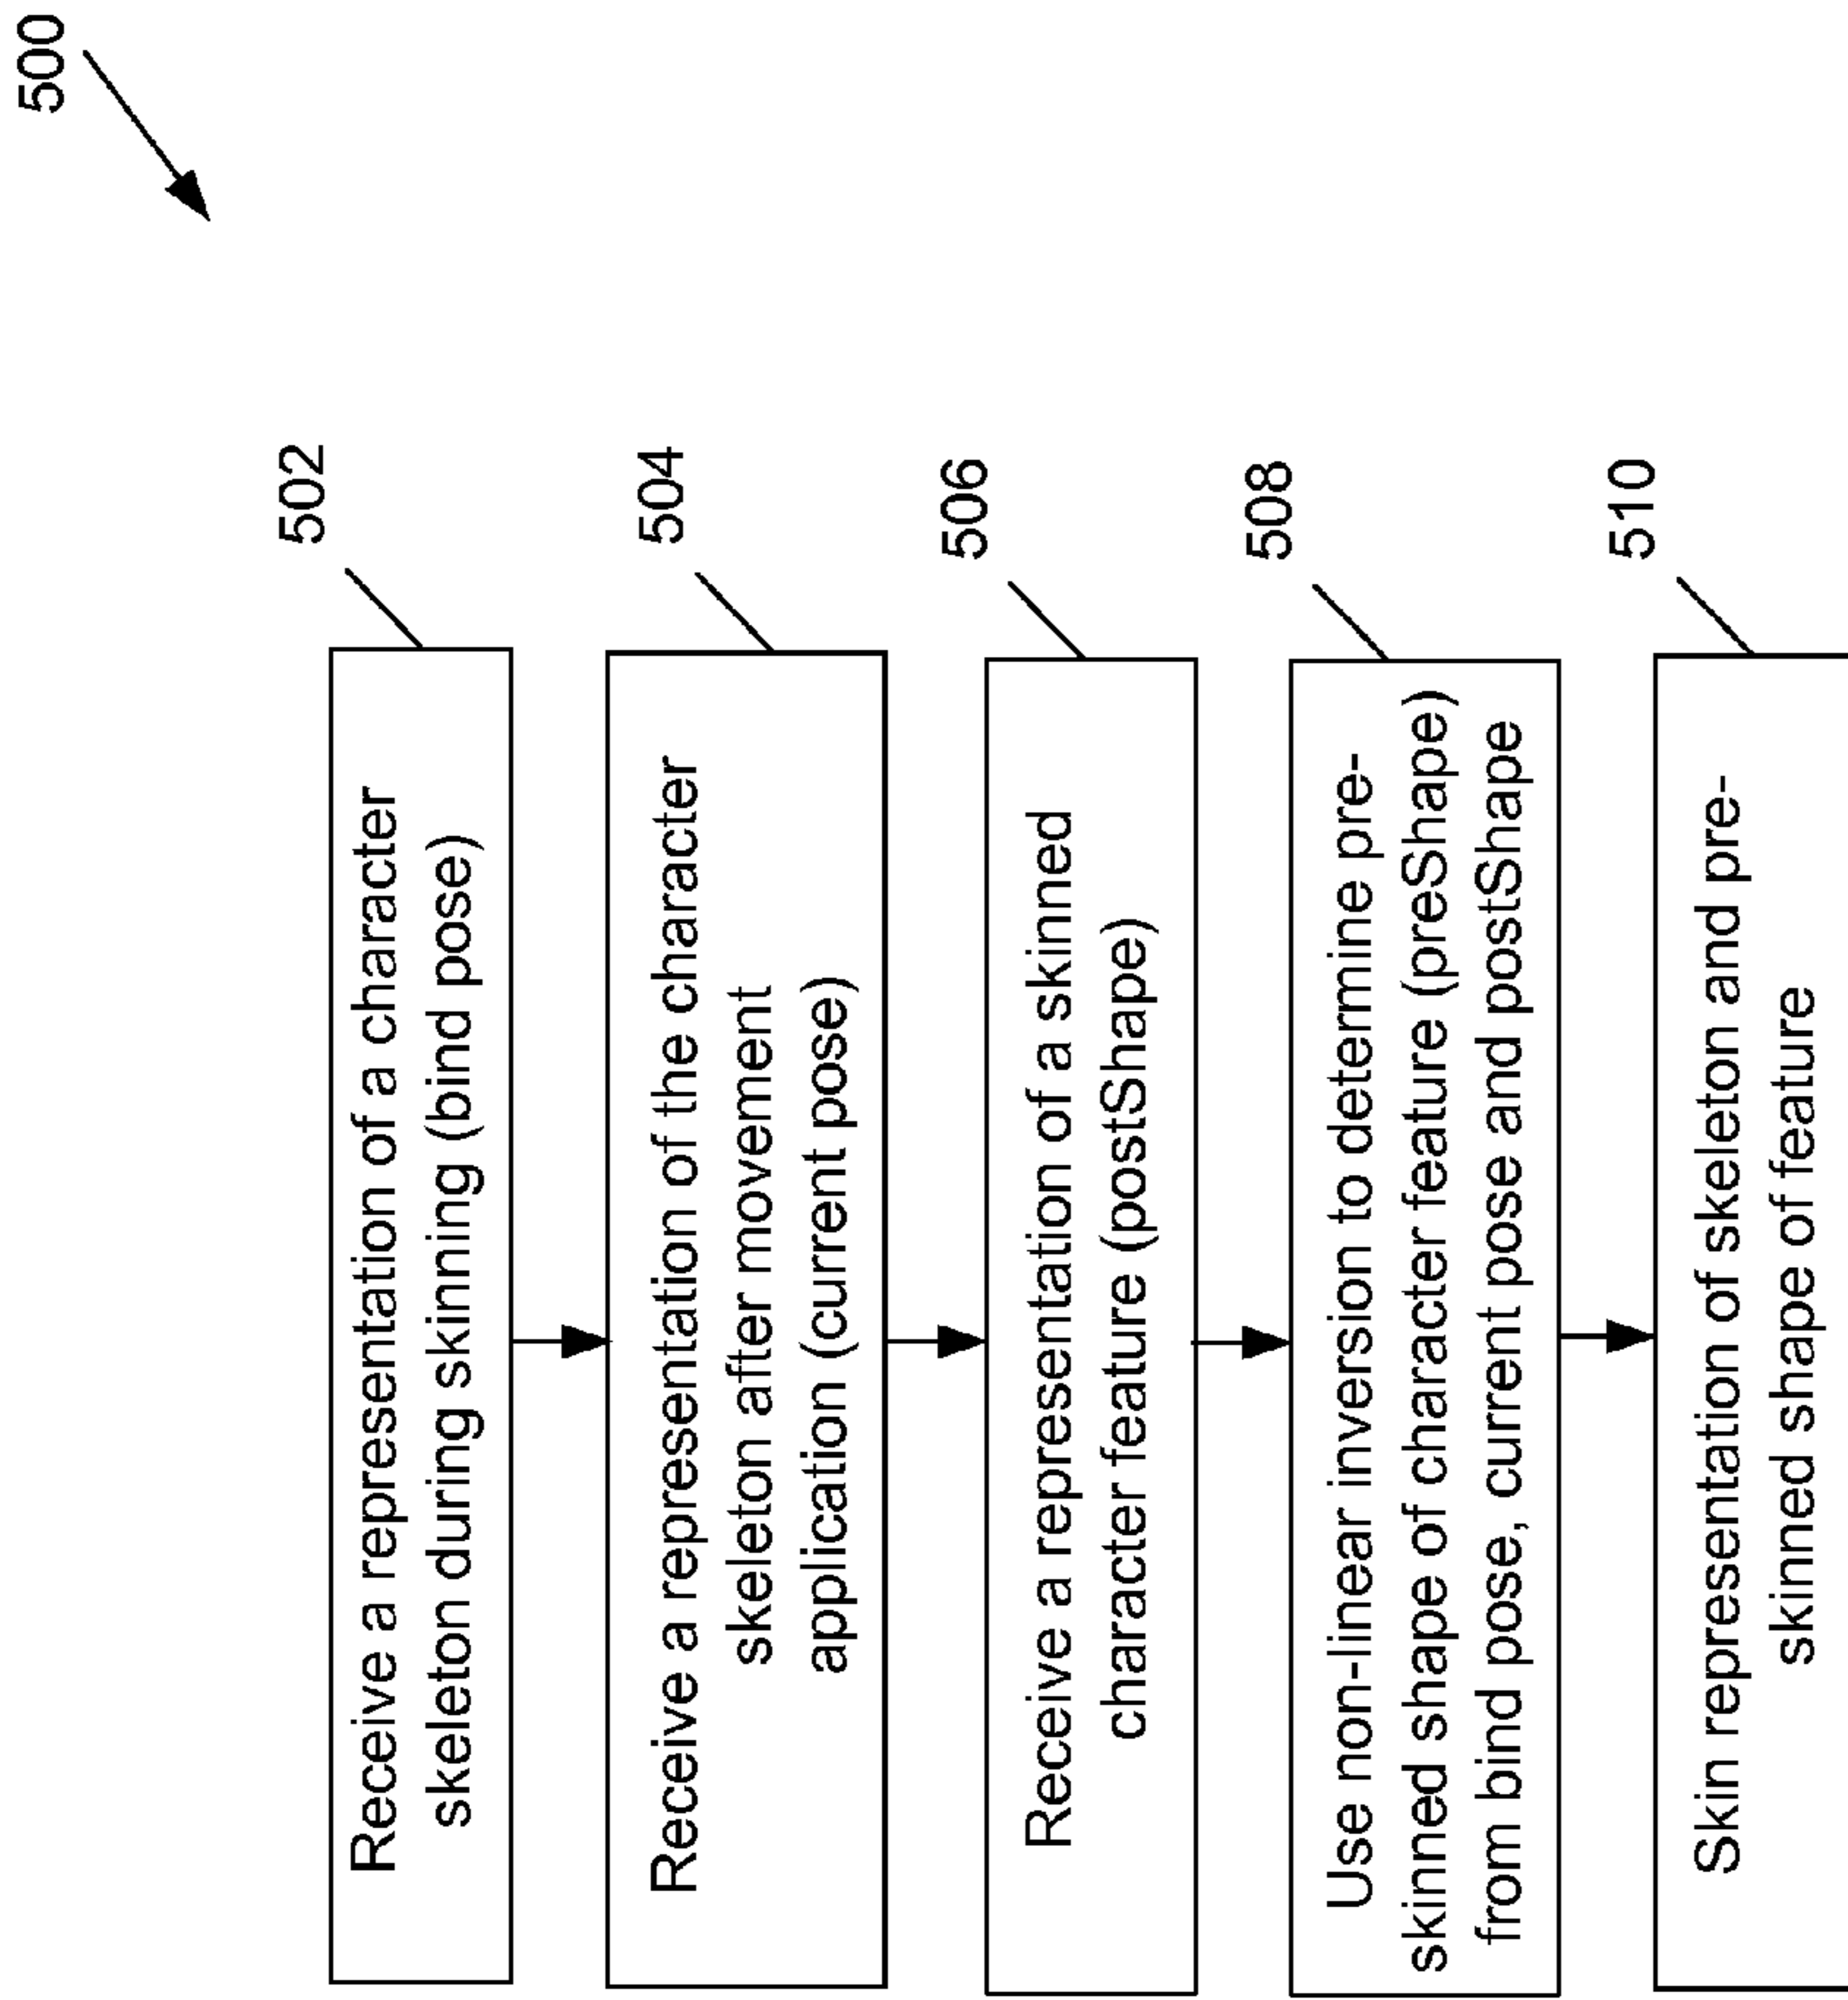 500
502
Receive a representation of a character
skeleton during skinning (bind pose)
504
Receive a representation of the character
skeleton after movement
application (current pose)
506
Receive a representation of a skinned
character feature (postShape)
508
Use non-linear inversion to determine pre-
skinned shape of character feature (preShape)
from bind pose, current pose and postShape
510
Skin representation of skeleton and pre-
skinned shape of feature